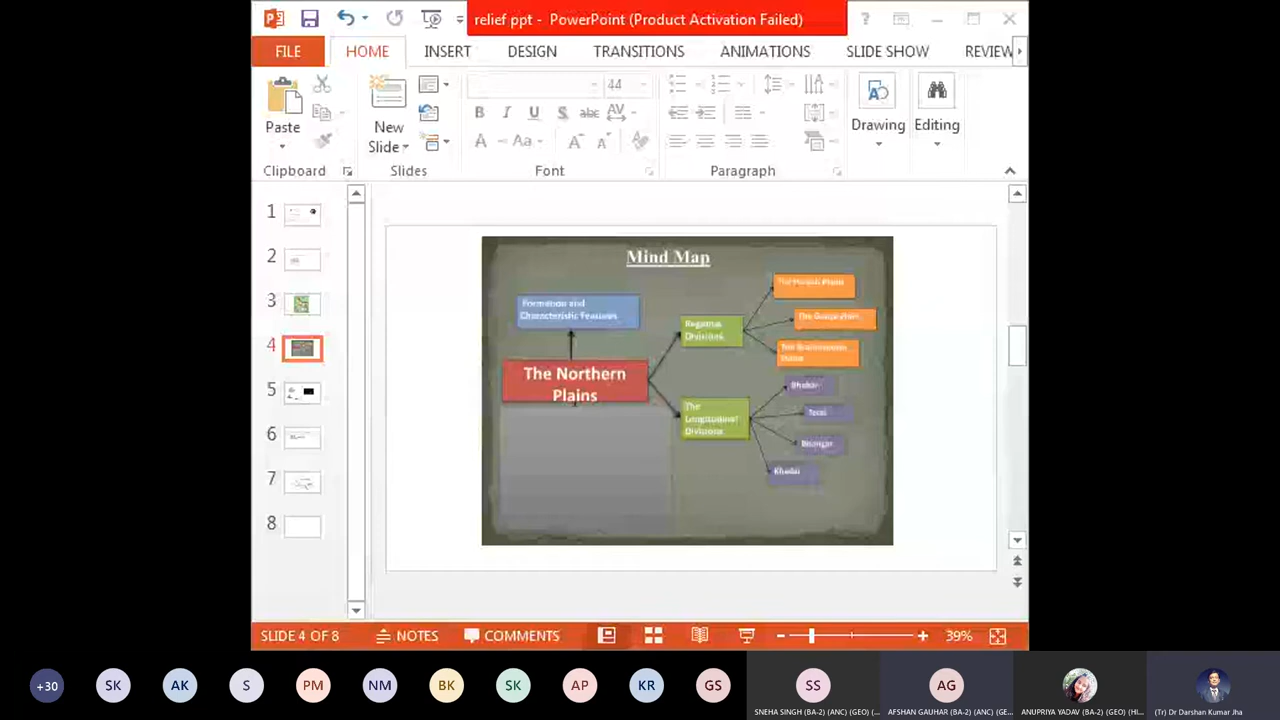 relief ppt - PowerPoint (Product Activation Failed)
FILE
HOME
INSERT
DESIGN
TRANSITIONS
ANIMATIONS
SLIDE SHOW
REVIEW
44
Paste
New
Slide
Drawing
Editing
Clipboard
Slides
Font
Paragraph
1
2
3
4
5
6
7
8
Mind Map
Formation and
Characteristic Features
The Northern
Plains
Regional
Divisions
The
Longitudinal
Divisions
Terai
Bhangar
Khadar
SLIDE 4 OF 8
NOTES
COMMENTS
39%
+30
SK
AK
S
PM
NM
BK
SK
AP
KR
GS
SS
AG
SNEHA SINGH (BA-2) (ANC) (GEO) (
AFSHAN GAUHAR (BA-2) (ANC) (GE...
ANUPRIYA YADAV (BA-2) (GEO) (HI...
(Tr) Dr Darshan Kumar Jha